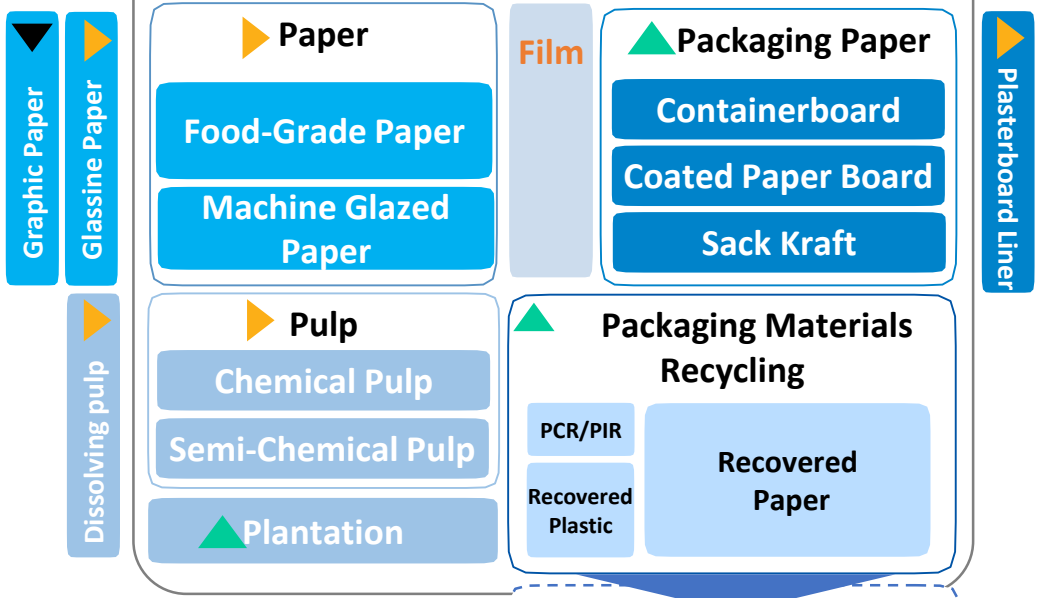 Graphic Paper
Glassine Paper
Paper
Food-Grade Paper
Machine Glazed
Paper
Film
Packaging Paper
Containerboard
Coated Paper Board
Sack Kraft
Plasterboard Liner
Dissolving pulp
Pulp
Chemical Pulp
Semi-Chemical Pulp
Plantation
Packaging Materials
Recycling
PCR/PIR
Recovered
Plastic
Recovered
Paper